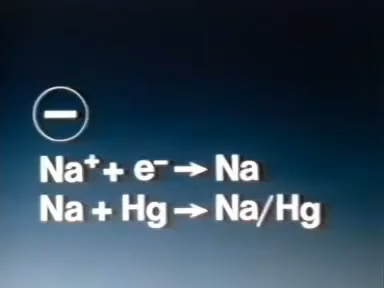 −
Na⁺ + e⁻ → Na
Na + Hg → Na/Hg